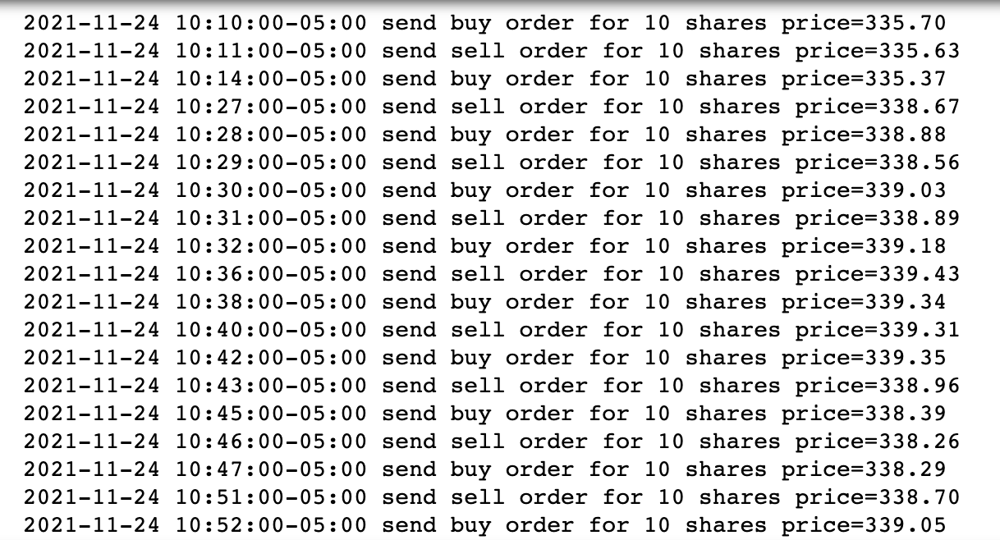 2021-11-24 10:10:00-05:00 send buy order for 10 shares price=335.70
2021-11-24 10:11:00-05:00 send sell order for 10 shares price=335.63
2021-11-24 10:14:00-05:00 send buy order for 10 shares price=335.37
2021-11-24 10:27:00-05:00 send sell order for 10 shares price=338.67
2021-11-24 10:28:00-05:00 send buy order for 10 shares price=338.88
2021-11-24 10:29:00-05:00 send sell order for 10 shares price=338.56
2021-11-24 10:30:00-05:00 send buy order for 10 shares price=339.03
2021-11-24 10:31:00-05:00 send sell order for 10 shares price=338.89
2021-11-24 10:32:00-05:00 send buy order for 10 shares price=339.18
2021-11-24 10:36:00-05:00 send sell order for 10 shares price=339.43
2021-11-24 10:38:00-05:00 send buy order for 10 shares price=339.34
2021-11-24 10:40:00-05:00 send sell order for 10 shares price=339.31
2021-11-24 10:42:00-05:00 send buy order for 10 shares price=339.35
2021-11-24 10:43:00-05:00 send sell order for 10 shares price=338.96
2021-11-24 10:45:00-05:00 send buy order for 10 shares price=338.39
2021-11-24 10:46:00-05:00 send sell order for 10 shares price=338.26
2021-11-24 10:47:00-05:00 send buy order for 10 shares price=338.29
2021-11-24 10:51:00-05:00 send sell order for 10 shares price=338.70
2021-11-24 10:52:00-05:00 send buy order for 10 shares price=339.05